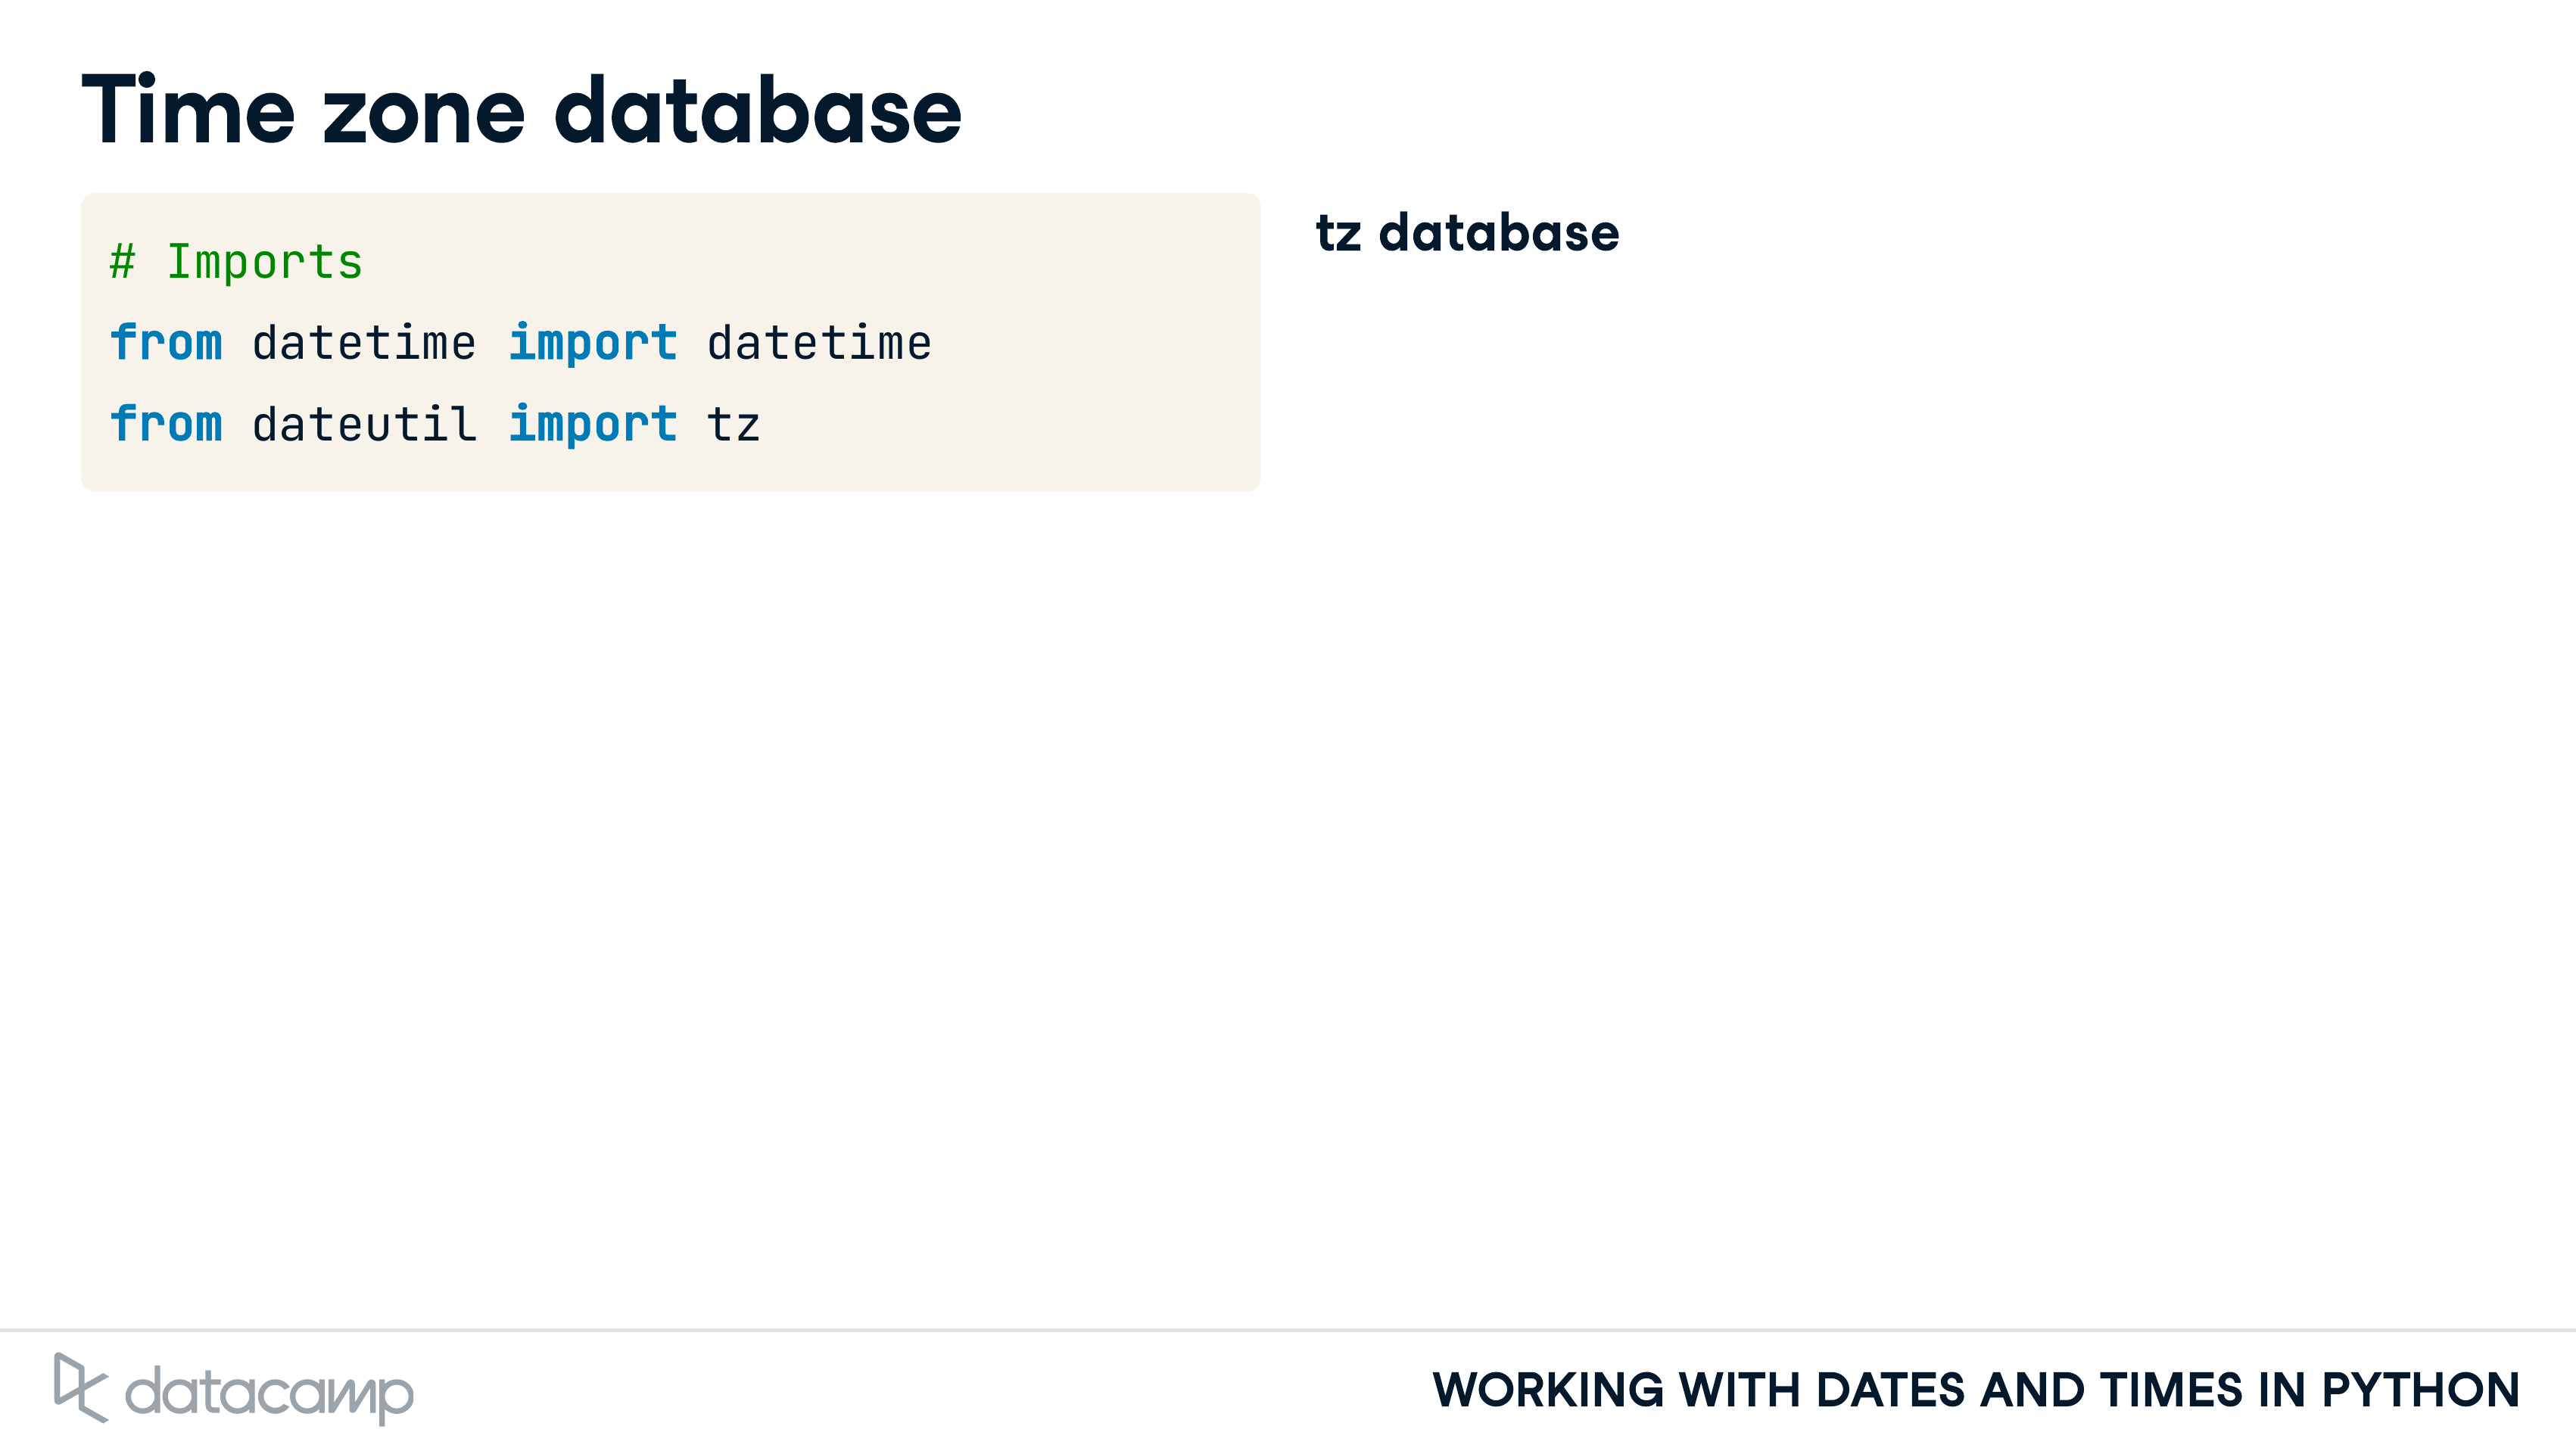 Time zone database
# Imports
from datetime import datetime
from dateutil import tz
tz database
datacamp
WORKING WITH DATES AND TIMES IN PYTHON